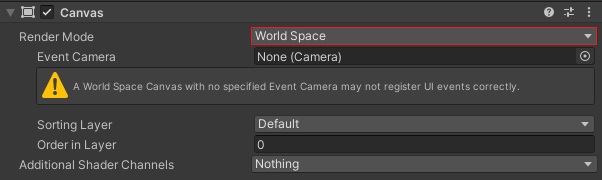 Canvas
Render Mode World Space
Event Camera None (Camera)
A World Space Canvas with no specified Event Camera may not register UI events correctly.
Sorting Layer Default
Order in Layer 0
Additional Shader Channels Nothing